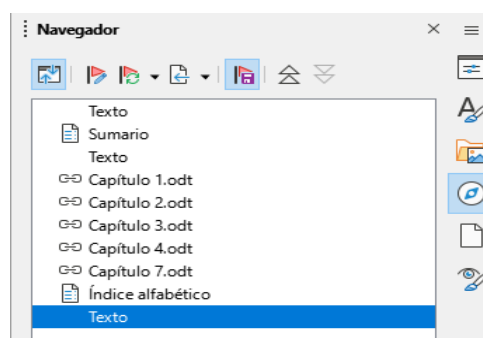 Navegador
Texto
Sumario
Texto
Capítulo 1.odt
Capítulo 2.odt
Capítulo 3.odt
Capítulo 4.odt
Capítulo 7.odt
Índice alfabético
Texto